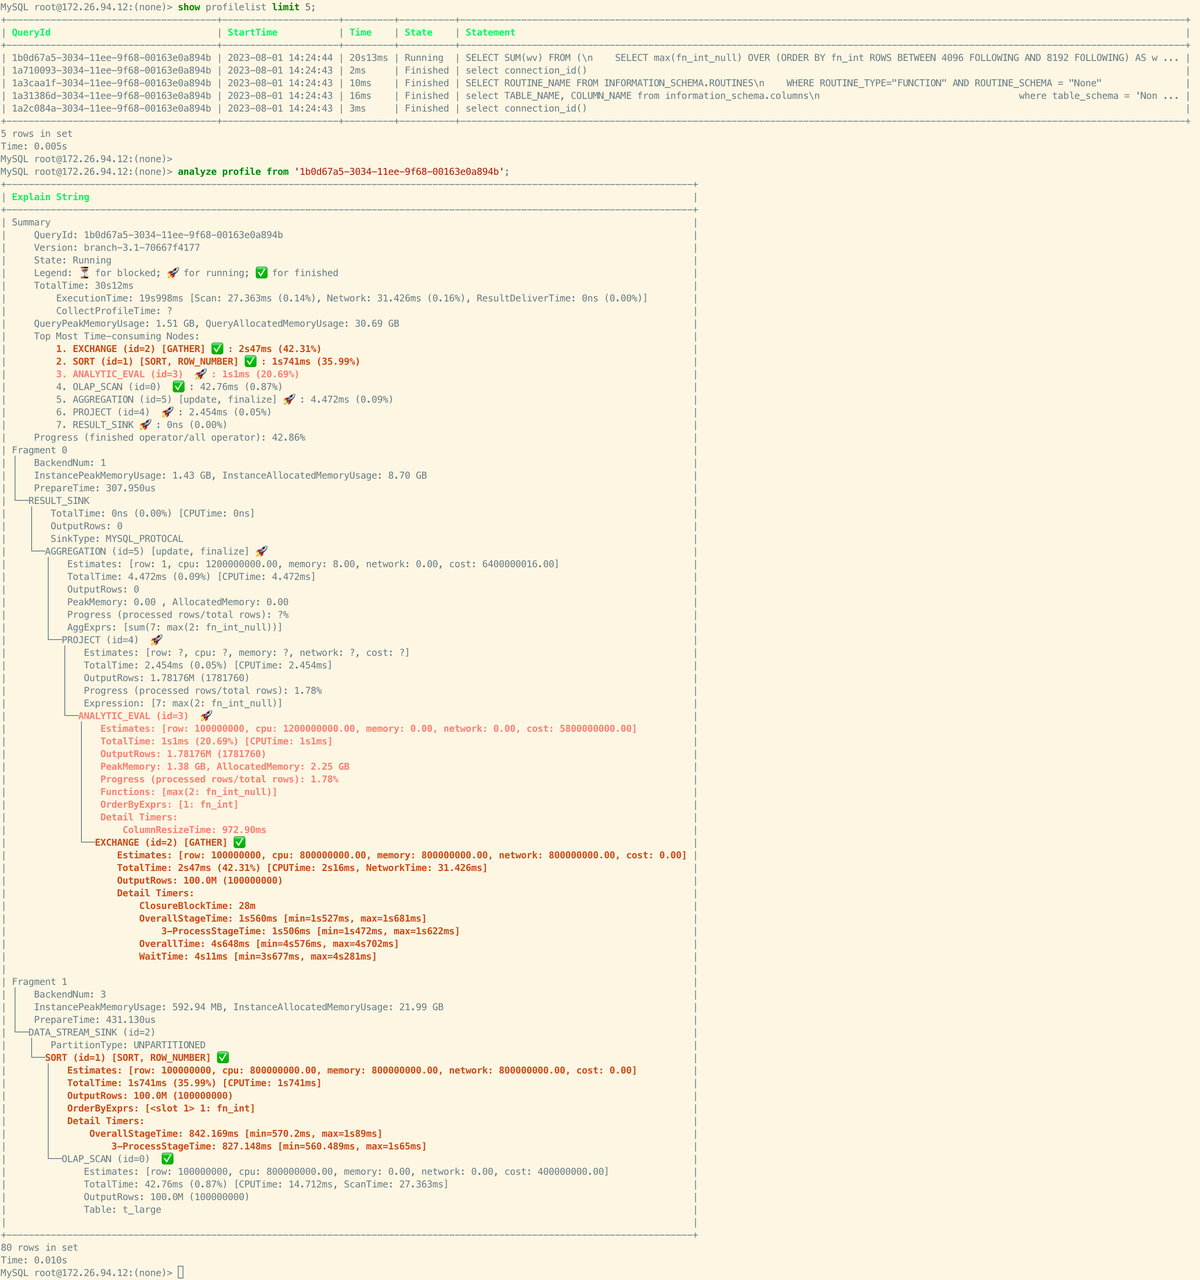 MySQL root@172.26.94.12:(none)> show profilelist limit 5;
| QueryId | StartTime | Time | State | Statement |
| 1b0d67a5-3034-11ee-9f68-00163e0a894b | 2023-08-01 14:24:44 | 20s13ms | Running | SELECT SUM(wv) FROM (\n    SELECT max(fn_int_null) OVER (ORDER BY fn_int ROWS BETWEEN 4096 FOLLOWING AND 8192 FOLLOWING) AS w ... |
| 1a710093-3034-11ee-9f68-00163e0a894b | 2023-08-01 14:24:43 | 2ms | Finished | select connection_id() |
| 1a3caa1f-3034-11ee-9f68-00163e0a894b | 2023-08-01 14:24:43 | 10ms | Finished | SELECT ROUTINE_NAME FROM INFORMATION_SCHEMA.ROUTINES\n    WHERE ROUTINE_TYPE="FUNCTION" AND ROUTINE_SCHEMA = "None" |
| 1a31386d-3034-11ee-9f68-00163e0a894b | 2023-08-01 14:24:43 | 16ms | Finished | select TABLE_NAME, COLUMN_NAME from information_schema.columns\n    where table_schema = 'Non ... |
| 1a2c084a-3034-11ee-9f68-00163e0a894b | 2023-08-01 14:24:43 | 3ms | Finished | select connection_id() |
5 rows in set
Time: 0.005s
MySQL root@172.26.94.12:(none)>
MySQL root@172.26.94.12:(none)> analyze profile from '1b0d67a5-3034-11ee-9f68-00163e0a894b';
| Explain String |
Summary
QueryId: 1b0d67a5-3034-11ee-9f68-00163e0a894b
Version: branch-3.1-70667f4177
State: Running
Legend: ⏳ for blocked; 🚀 for running; ✅ for finished
TotalTime: 30s12ms
ExecutionTime: 19s998ms [Scan: 27.363ms (0.14%), Network: 31.426ms (0.16%), ResultDeliverTime: 0ns (0.00%)]
CollectProfileTime: ?
QueryPeakMemoryUsage: 1.51 GB, QueryAllocatedMemoryUsage: 30.69 GB
Top Most Time-consuming Nodes:
1. EXCHANGE (id=2) [GATHER] ✅ : 2s47ms (42.31%)
2. SORT (id=1) [SORT, ROW_NUMBER] ✅ : 1s741ms (35.99%)
3. ANALYTIC_EVAL (id=3) 🚀 : 1s1ms (20.69%)
4. OLAP_SCAN (id=0) ✅ : 42.76ms (0.87%)
5. AGGREGATION (id=5) [update, finalize] 🚀 : 4.472ms (0.09%)
6. PROJECT (id=4) 🚀 : 2.454ms (0.05%)
7. RESULT_SINK 🚀 : 0ns (0.00%)
Progress (finished operator/all operator): 42.86%
Fragment 0
BackendNum: 1
InstancePeakMemoryUsage: 1.43 GB, InstanceAllocatedMemoryUsage: 8.70 GB
PrepareTime: 307.950us
RESULT_SINK
TotalTime: 0ns (0.00%) [CPUTime: 0ns]
OutputRows: 0
SinkType: MYSQL_PROTOCAL
AGGREGATION (id=5) [update, finalize] 🚀
Estimates: [row: 1, cpu: 1200000000.00, memory: 8.00, network: 0.00, cost: 6400000016.00]
TotalTime: 4.472ms (0.09%) [CPUTime: 4.472ms]
OutputRows: 0
PeakMemory: 0.00 , AllocatedMemory: 0.00
Progress (processed rows/total rows): ?%
AggExprs: [sum(7: max(2: fn_int_null))]
PROJECT (id=4) 🚀
Estimates: [row: ?, cpu: ?, memory: ?, network: ?, cost: ?]
TotalTime: 2.454ms (0.05%) [CPUTime: 2.454ms]
OutputRows: 1.78176M (1781760)
Progress (processed rows/total rows): 1.78%
Expression: [7: max(2: fn_int_null)]
ANALYTIC_EVAL (id=3) 🚀
Estimates: [row: 100000000, cpu: 1200000000.00, memory: 0.00, network: 0.00, cost: 5800000000.00]
TotalTime: 1s1ms (20.69%) [CPUTime: 1s1ms]
OutputRows: 1.78176M (1781760)
PeakMemory: 1.38 GB, AllocatedMemory: 2.25 GB
Progress (processed rows/total rows): 1.78%
Functions: [max(2: fn_int_null)]
OrderByExprs: [1: fn_int]
Detail Timers:
ColumnResizeTime: 972.90ms
EXCHANGE (id=2) [GATHER] ✅
Estimates: [row: 100000000, cpu: 800000000.00, memory: 800000000.00, network: 800000000.00, cost: 0.00]
TotalTime: 2s47ms (42.31%) [CPUTime: 2s16ms, NetworkTime: 31.426ms]
OutputRows: 100.0M (100000000)
Detail Timers:
ClosureBlockTime: 28m
OverallStageTime: 1s560ms [min=1s527ms, max=1s681ms]
3-ProcessStageTime: 1s506ms [min=1s472ms, max=1s622ms]
OverallTime: 4s648ms [min=4s576ms, max=4s702ms]
WaitTime: 4s11ms [min=3s677ms, max=4s281ms]
Fragment 1
BackendNum: 3
InstancePeakMemoryUsage: 592.94 MB, InstanceAllocatedMemoryUsage: 21.99 GB
PrepareTime: 431.130us
DATA_STREAM_SINK (id=2)
PartitionType: UNPARTITIONED
SORT (id=1) [SORT, ROW_NUMBER] ✅
Estimates: [row: 100000000, cpu: 800000000.00, memory: 800000000.00, network: 800000000.00, cost: 0.00]
TotalTime: 1s741ms (35.99%) [CPUTime: 1s741ms]
OutputRows: 100.0M (100000000)
OrderByExprs: [<slot 1> 1: fn_int]
Detail Timers:
OverallStageTime: 842.169ms [min=570.2ms, max=1s89ms]
3-ProcessStageTime: 827.148ms [min=560.489ms, max=1s65ms]
OLAP_SCAN (id=0) ✅
Estimates: [row: 100000000, cpu: 800000000.00, memory: 0.00, network: 0.00, cost: 400000000.00]
TotalTime: 42.76ms (0.87%) [CPUTime: 14.712ms, ScanTime: 27.363ms]
OutputRows: 100.0M (100000000)
Table: t_large
80 rows in set
Time: 0.010s
MySQL root@172.26.94.12:(none)>